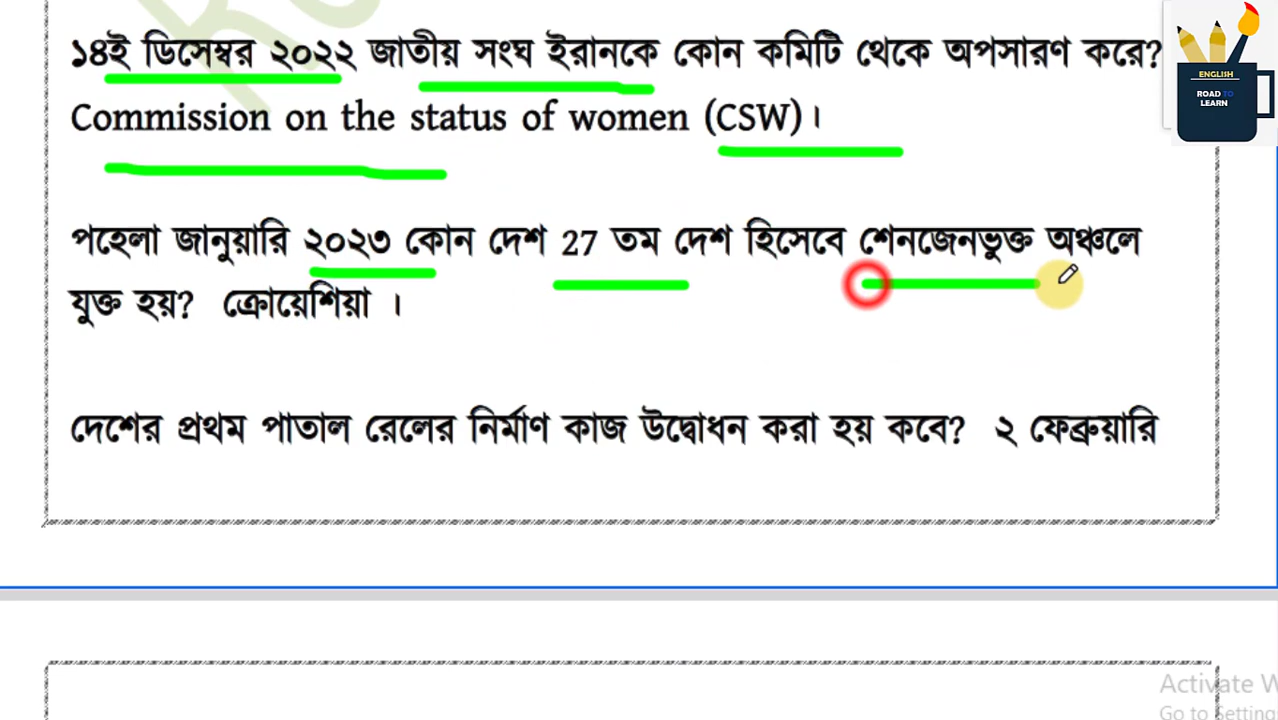 ১৪ই ডিসেম্বর ২০২২ জাতীয় সংঘ ইরানকে কোন কমিটি থেকে অপসারণ করে?
Commission on the status of women (CSW)।
পহেলা জানুয়ারি ২০২৩ কোন দেশ 27 তম দেশ হিসেবে শেনজেনভুক্ত অঞ্চলে
যুক্ত হয়? ক্রোয়েশিয়া ।
দেশের প্রথম পাতাল রেলের নির্মাণ কাজ উদ্বোধন করা হয় কবে? ২ ফেব্রুয়ারি
ENGLISH
ROAD TO
LEARN
Activate W
Go to Setting